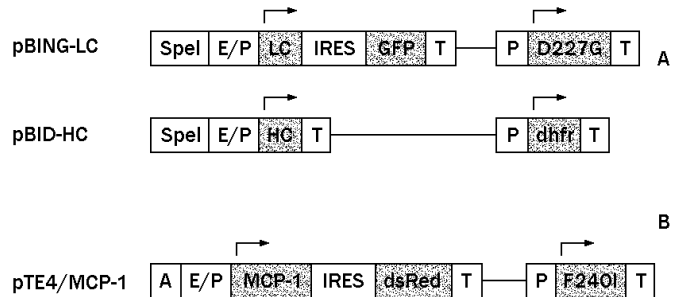 pBING-LC SpeI E/P LC IRES GFP T P D227G T
A
pBID-HC SpeI E/P HC T P dhfr T
B
pTE4/MCP-1 A E/P MCP-1 IRES dsRed T P F240I T